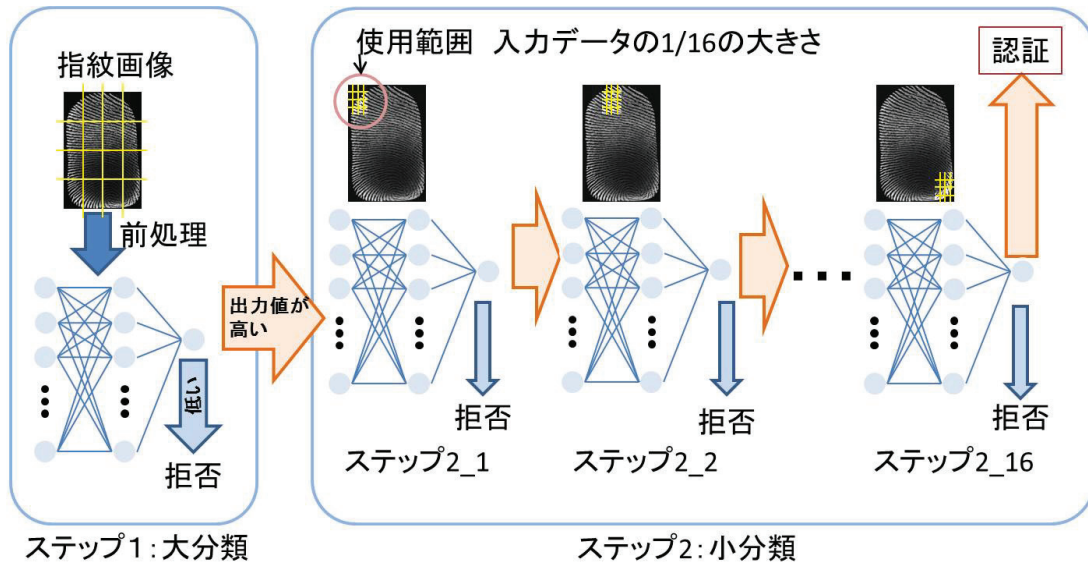 指紋画像
前処理
低い
拒否
ステップ1:大分類
出力値が
高い
使用範囲 入力データの1/16の大きさ
認証
拒否
拒否
拒否
ステップ2_1
ステップ2_2
ステップ2_16
ステップ2:小分類